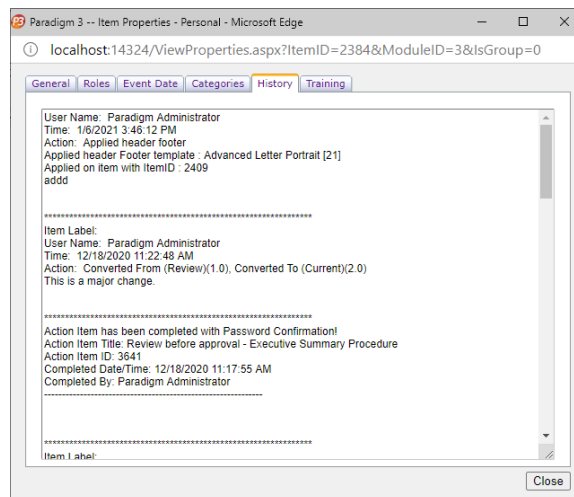 Paradigm 3 -- Item Properties - Personal - Microsoft Edge
localhost:14324/ViewProperties.aspx?ItemID=2384&ModuleID=3&IsGroup=0
General Roles Event Date Categories History Training
User Name:  Paradigm Administrator
Time:  1/6/2021 3:46:12 PM
Action:  Applied header footer
Applied header Footer template : Advanced Letter Portrait [21]
Applied on item with ItemID : 2409
addd
****************************************************************
Item Label:
User Name:  Paradigm Administrator
Time:  12/18/2020 11:22:48 AM
Action:  Converted From (Review)(1.0), Converted To (Current)(2.0)
This is a major change.
****************************************************************
Action Item has been completed with Password Confirmation!
Action Item Title: Review before approval - Executive Summary Procedure
Action Item ID: 3641
Completed Date/Time: 12/18/2020 11:17:55 AM
Completed By: Paradigm Administrator
-------------------------------------------------------------
****************************************************************
Item Label:
Close